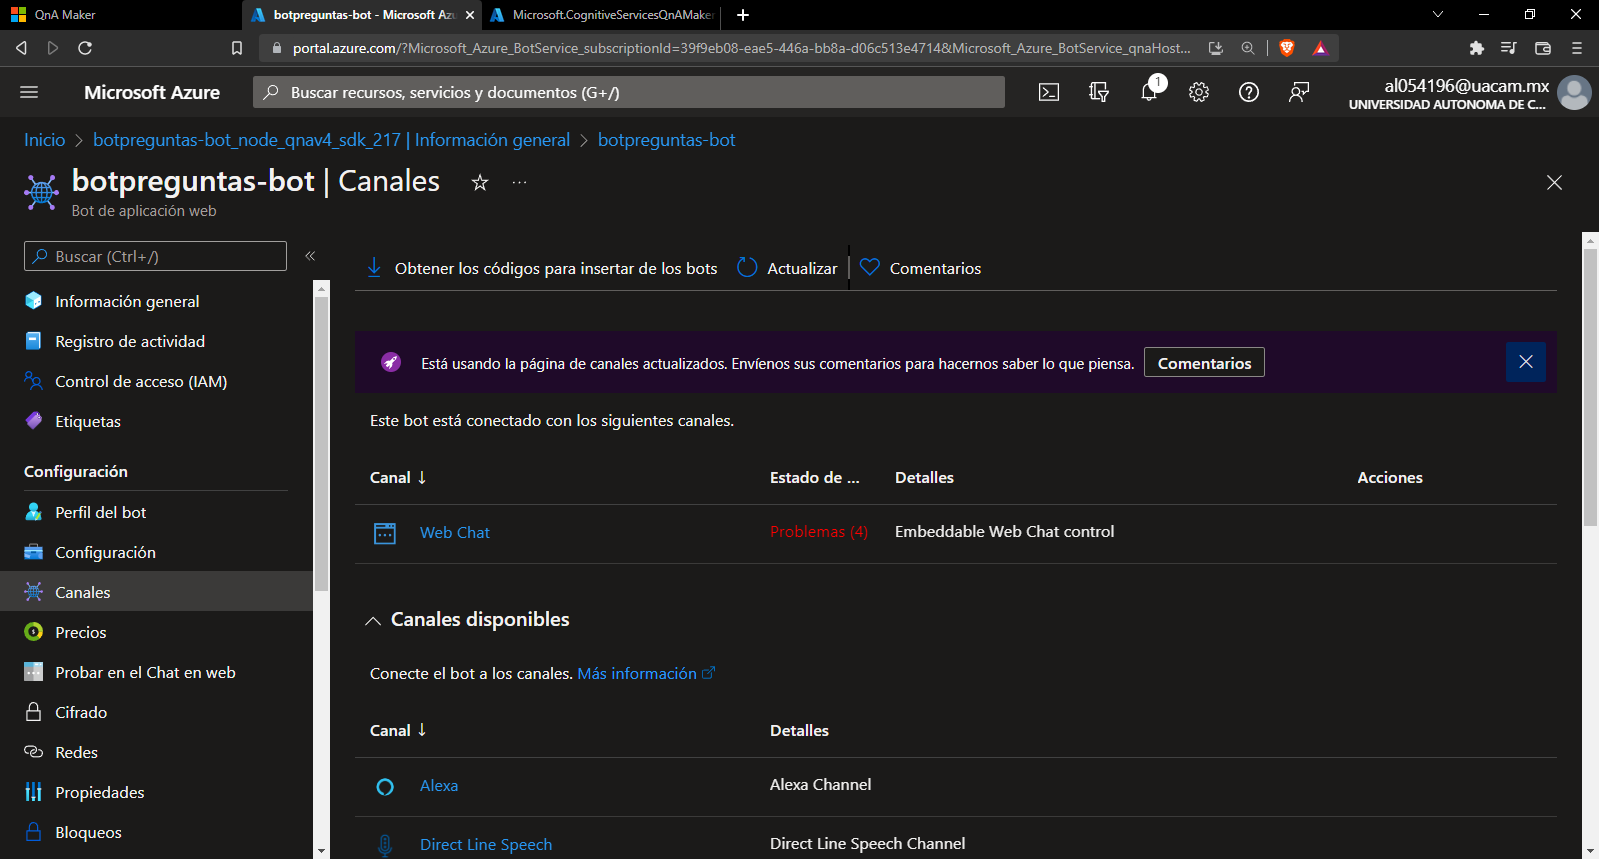 QnA Maker
botpreguntas-bot - Microsoft Azu
Microsoft.CognitiveServicesQnAMaker
portal.azure.com/?Microsoft_Azure_BotService_subscriptionId=39f9eb08-eae5-446a-bb8a-d06c513e4714&Microsoft_Azure_BotService_qnaHost...
Microsoft Azure
Buscar recursos, servicios y documentos (G+/)
1
al054196@uacam.mx
UNIVERSIDAD AUTONOMA DE C...
Inicio > botpreguntas-bot_node_qnav4_sdk_217 | Información general > botpreguntas-bot
botpreguntas-bot | Canales
...
Bot de aplicación web
Buscar (Ctrl+/)
«
Información general
Registro de actividad
Control de acceso (IAM)
Etiquetas
Configuración
Perfil del bot
Configuración
Canales
Precios
Probar en el Chat en web
Cifrado
Redes
Propiedades
Bloqueos
Obtener los códigos para insertar de los bots
Actualizar
Comentarios
Está usando la página de canales actualizados. Envíenos sus comentarios para hacernos saber lo que piensa.
Comentarios
Este bot está conectado con los siguientes canales.
Canal ↓ Estado de ... Detalles Acciones
Web Chat Problemas (4) Embeddable Web Chat control
Canales disponibles
Conecte el bot a los canales. Más información
Canal ↓ Detalles
Alexa Alexa Channel
Direct Line Speech Direct Line Speech Channel